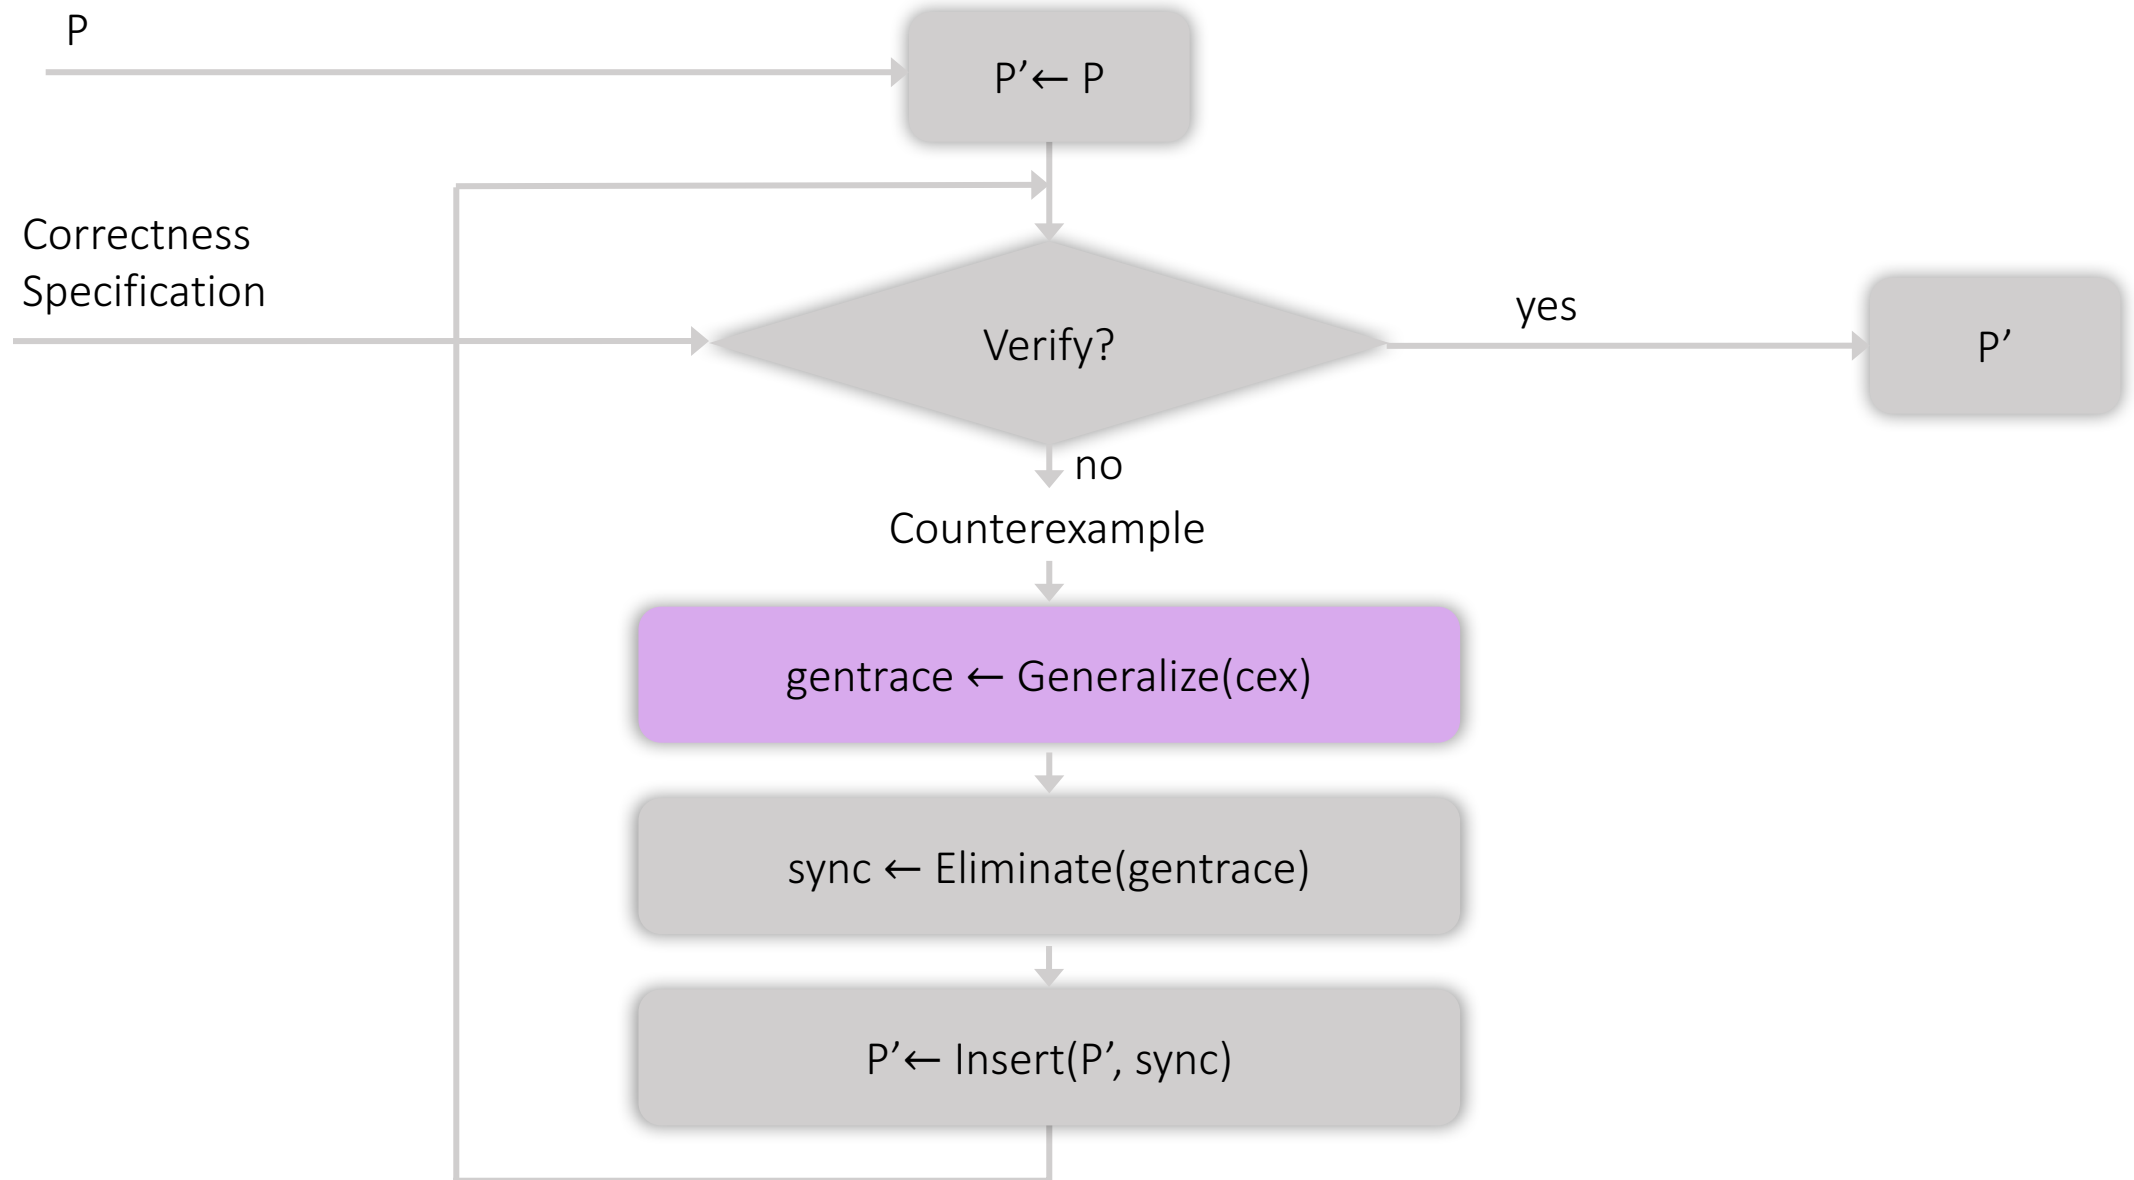 P
P’← P
Correctness
Specification
Verify?
yes
P’
no
Counterexample
gentrace ← Generalize(cex)
sync ← Eliminate(gentrace)
P’← Insert(P’, sync)